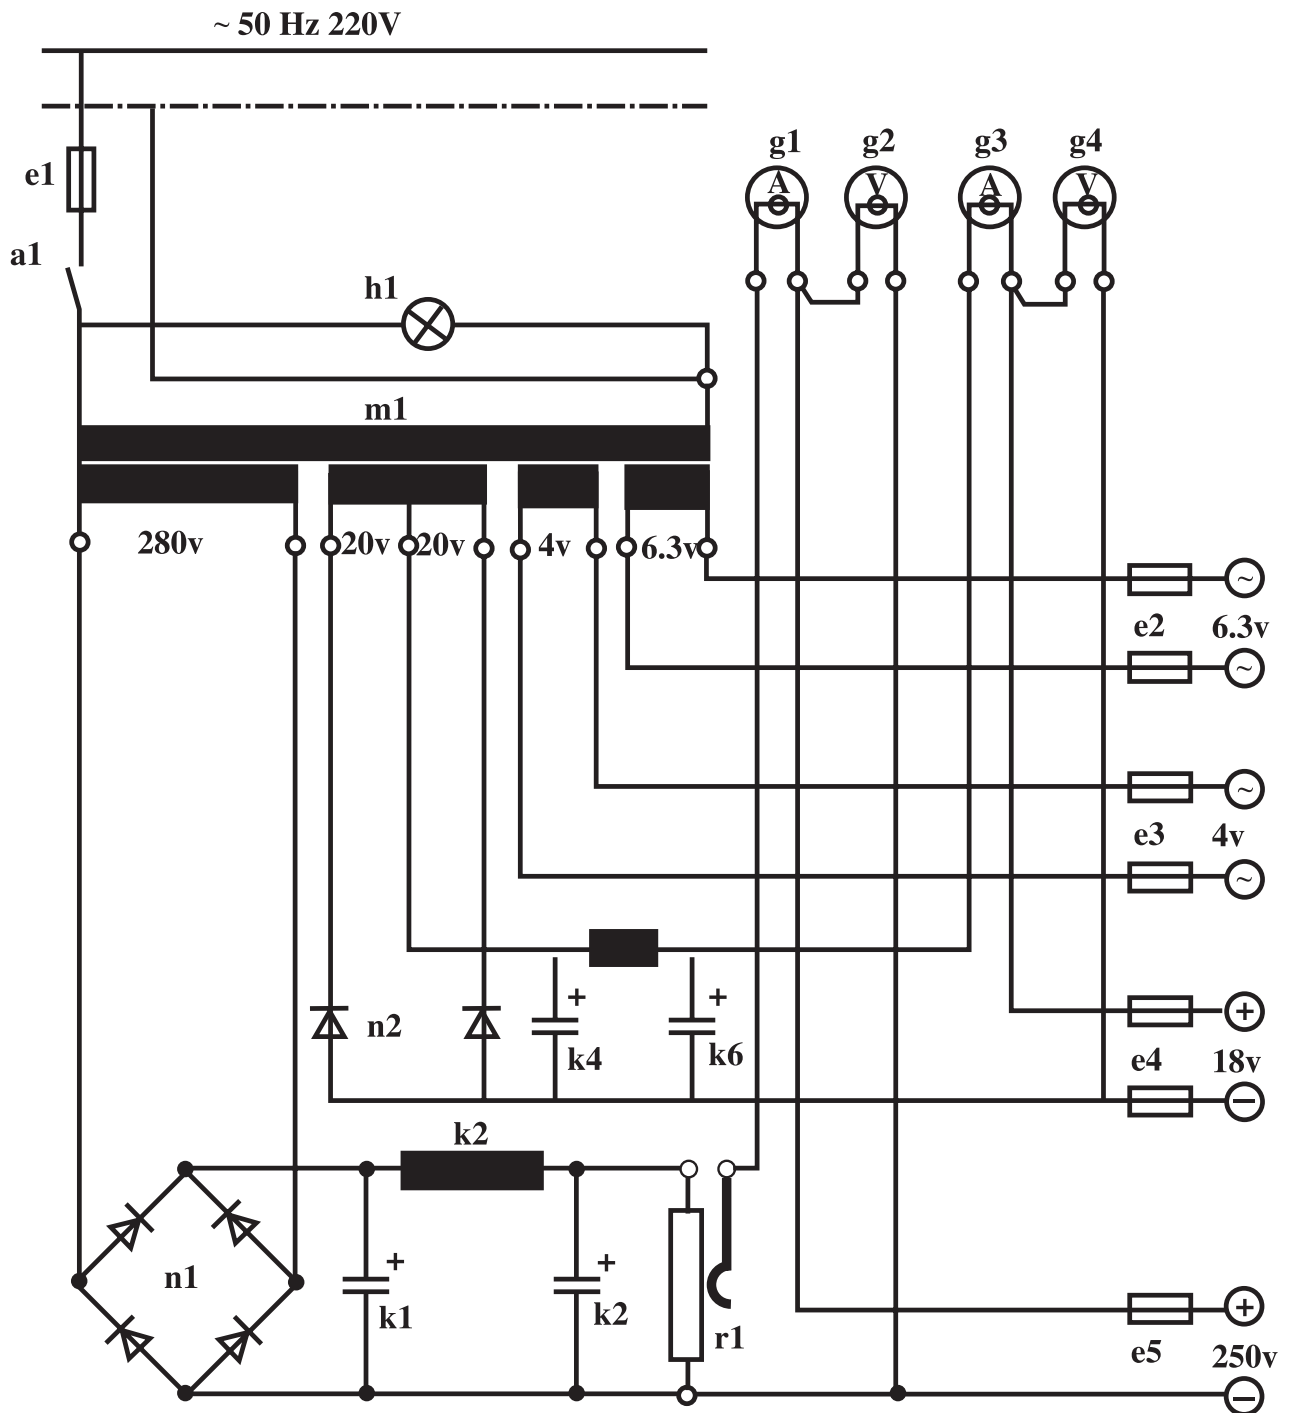 ~ 50 Hz 220V
g1 g2 g3 g4
e1
A V A V
a1
h1
m1
280v 20v 20v 4v 6.3v
~
e2 6.3v
~
~
e3 4v
~
+ + +
n2
k4 k6 e4 18v
−
k2
n1
+ +
k1 k2
+
r1
e5 250v
−